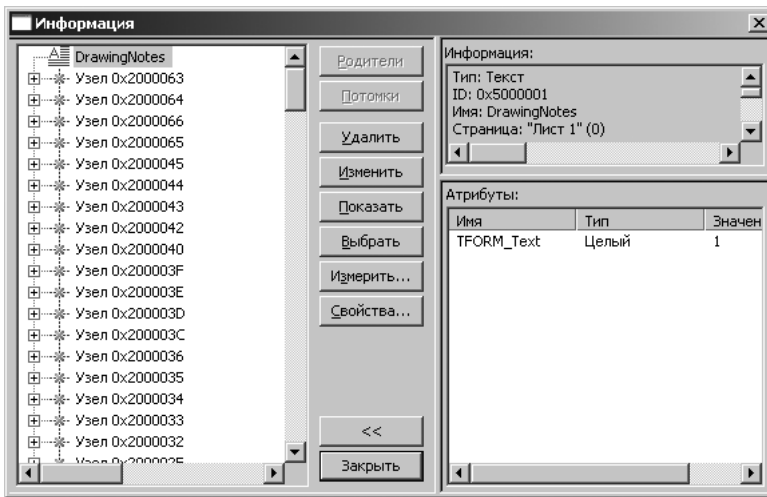 Информация
DrawingNotes
Узел 0x2000063
Узел 0x2000064
Узел 0x2000066
Узел 0x2000065
Узел 0x2000045
Узел 0x2000044
Узел 0x2000043
Узел 0x2000042
Узел 0x2000040
Узел 0x200003F
Узел 0x200003E
Узел 0x200003D
Узел 0x200003C
Узел 0x2000036
Узел 0x2000035
Узел 0x2000034
Узел 0x2000033
Узел 0x2000032
Родители
Потомки
Удалить
Изменить
Показать
Выбрать
Измерить...
Свойства...
<<
Закрыть
Информация:
Тип: Текст
ID: 0x5000001
Имя: DrawingNotes
Страница: "Лист 1" (0)
Атрибуты:
Имя Тип Значен
TFORM_Text Целый 1